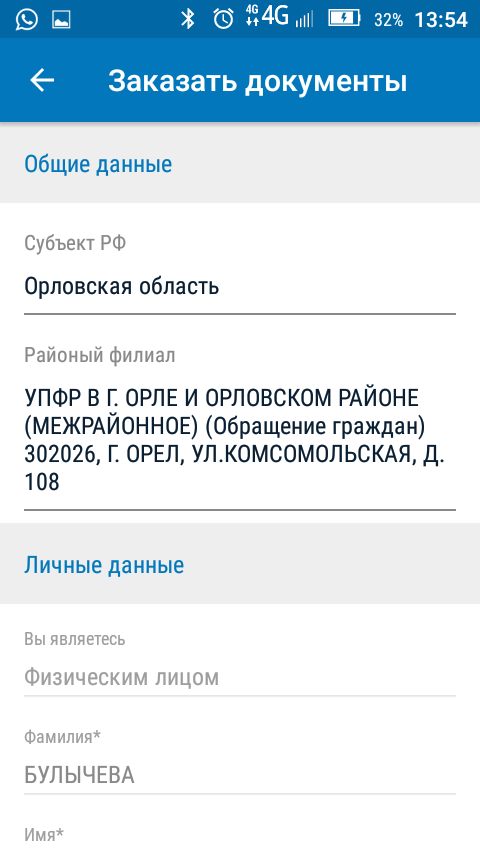 4G 4G 32% 13:54
Заказать документы
Общие данные
Субъект РФ
Орловская область
Районый филиал
УПФР В Г. ОРЛЕ И ОРЛОВСКОМ РАЙОНЕ
(МЕЖРАЙОННОЕ) (Обращение граждан)
302026, Г. ОРЕЛ, УЛ.КОМСОМОЛЬСКАЯ, Д.
108
Личные данные
Вы являетесь
Физическим лицом
Фамилия*
БУЛЫЧЕВА
Имя*